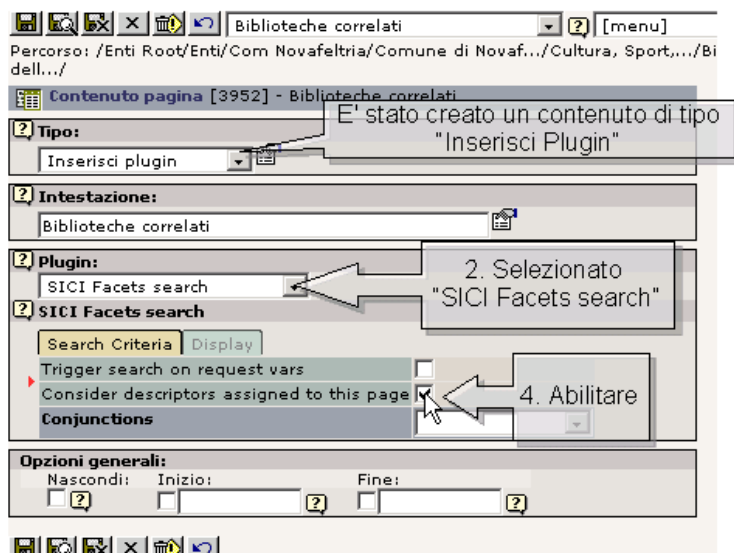 Biblioteche correlati [menu]
Percorso: /Enti Root/Enti/Com Novafeltria/Comune di Novaf.../Cultura, Sport,.../Bi
dell.../
Contenuto pagina [3952] - Biblioteche correlati
E' stato creato un contenuto di tipo
"Inserisci Plugin"
Tipo:
Inserisci plugin
Intestazione:
Biblioteche correlati
Plugin:
SICI Facets search
2. Selezionato
"SICI Facets search"
SICI Facets search
Search Criteria Display
Trigger search on request vars
Consider descriptors assigned to this page
4. Abilitare
Conjunctions
Opzioni generali:
Nascondi: Inizio: Fine: